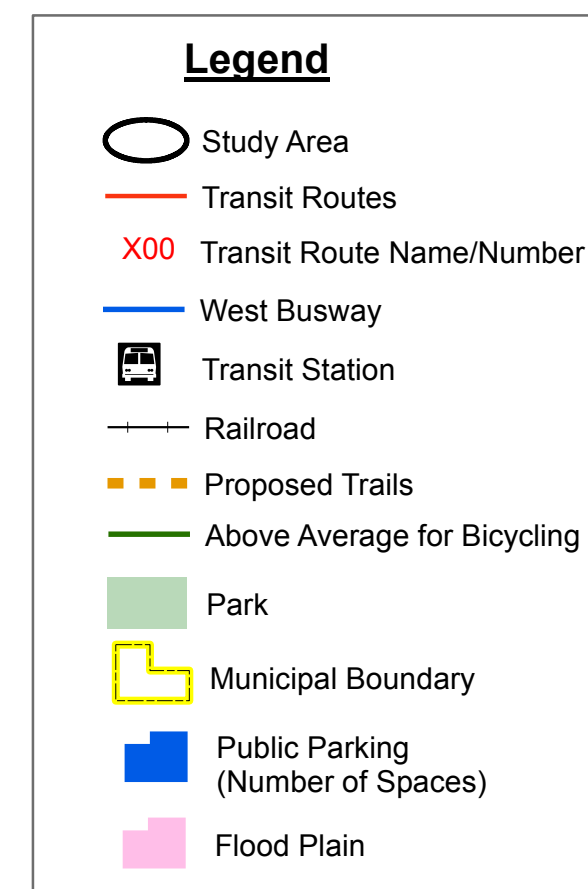 Legend
Study Area
Transit Routes
X00 Transit Route Name/Number
West Busway
Transit Station
Railroad
Proposed Trails
Above Average for Bicycling
Park
Municipal Boundary
Public Parking
(Number of Spaces)
Flood Plain